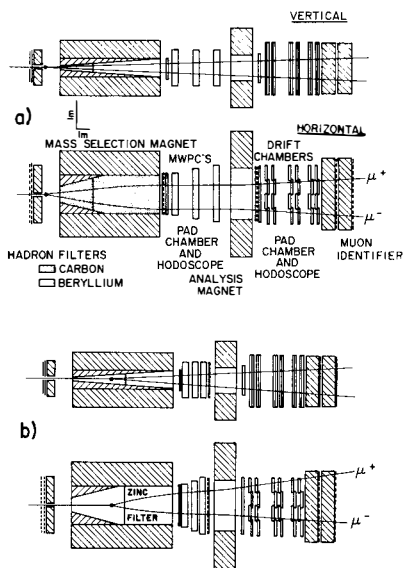 VERTICAL
a)
1m
1m
HORIZONTAL
MASS SELECTION MAGNET
DRIFT
CHAMBERS
MWPC'S
μ+
μ-
HADRON FILTERS
CARBON
BERYLLIUM
PAD
CHAMBER
AND
HODOSCOPE
ANALYSIS
MAGNET
PAD
CHAMBER
AND
HODOSCOPE
MUON
IDENTIFIER
b)
ZINC
FILTER
μ+
μ-